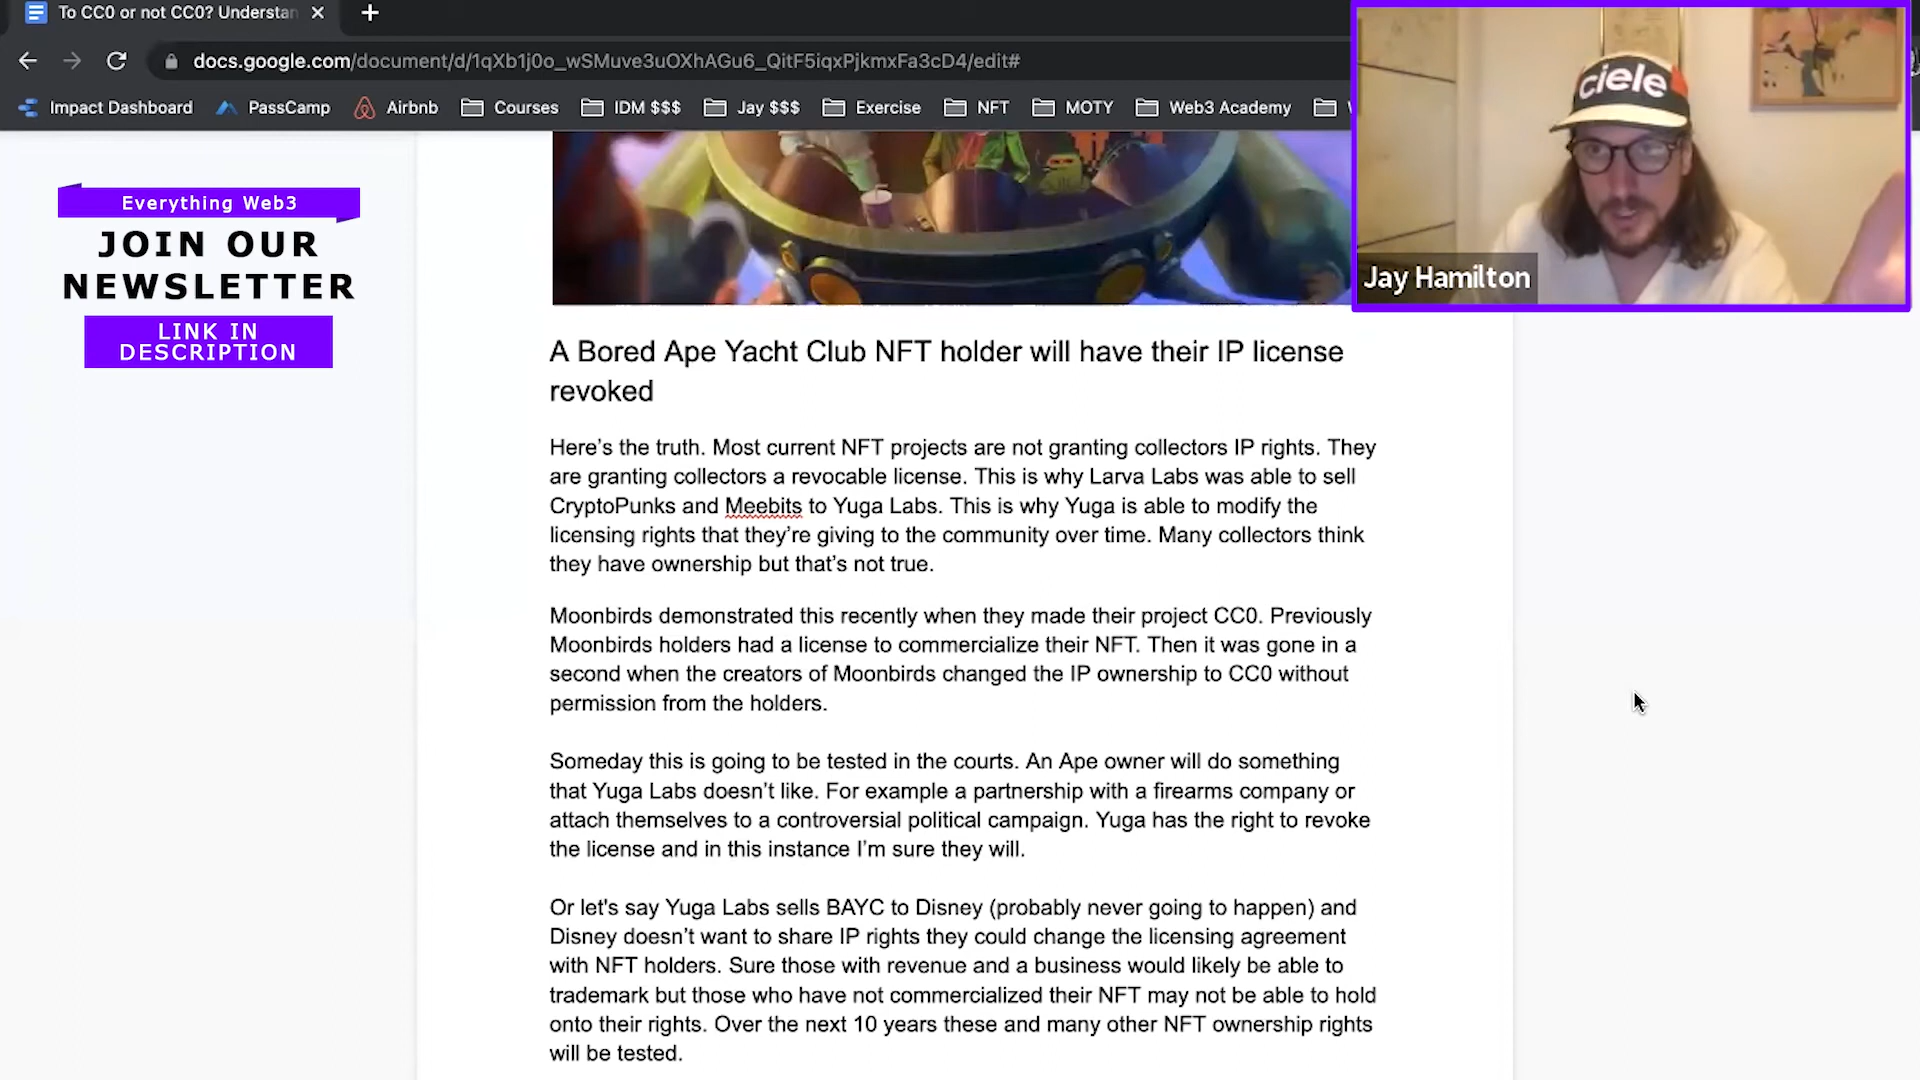 To CC0 or not CC0? Understan
docs.google.com/document/d/1qXb1j0o_wSMuve3uOXhAGu6_QitF5iqxPjkmxFa3cD4/edit#
Impact Dashboard PassCamp Airbnb Courses IDM $$$ Jay $$$ Exercise NFT MOTY Web3 Academy
ciele
Jay Hamilton
Everything Web3
JOIN OUR
NEWSLETTER
LINK IN
DESCRIPTION
A Bored Ape Yacht Club NFT holder will have their IP license
revoked
Here’s the truth. Most current NFT projects are not granting collectors IP rights. They
are granting collectors a revocable license. This is why Larva Labs was able to sell
CryptoPunks and Meebits to Yuga Labs. This is why Yuga is able to modify the
licensing rights that they’re giving to the community over time. Many collectors think
they have ownership but that’s not true.
Moonbirds demonstrated this recently when they made their project CC0. Previously
Moonbirds holders had a license to commercialize their NFT. Then it was gone in a
second when the creators of Moonbirds changed the IP ownership to CC0 without
permission from the holders.
Someday this is going to be tested in the courts. An Ape owner will do something
that Yuga Labs doesn’t like. For example a partnership with a firearms company or
attach themselves to a controversial political campaign. Yuga has the right to revoke
the license and in this instance I’m sure they will.
Or let's say Yuga Labs sells BAYC to Disney (probably never going to happen) and
Disney doesn’t want to share IP rights they could change the licensing agreement
with NFT holders. Sure those with revenue and a business would likely be able to
trademark but those who have not commercialized their NFT may not be able to hold
onto their rights. Over the next 10 years these and many other NFT ownership rights
will be tested.